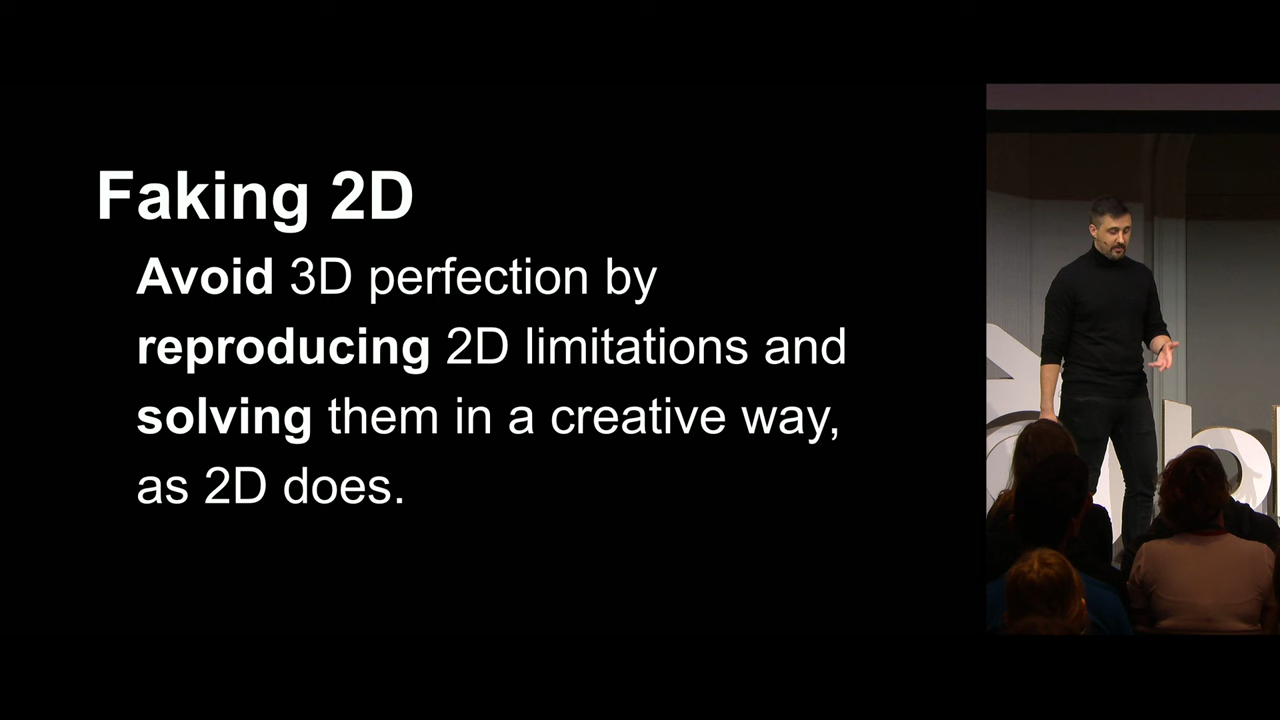 Faking 2D
Avoid 3D perfection by
reproducing 2D limitations and
solving them in a creative way,
as 2D does.